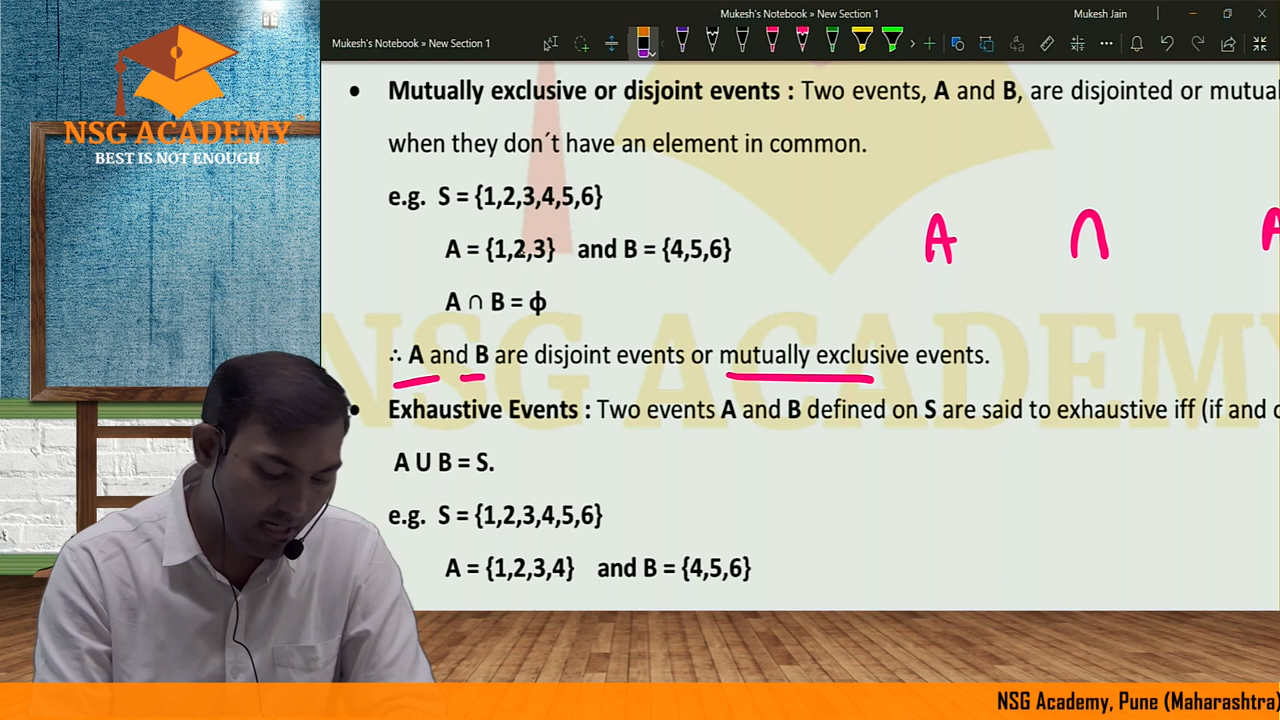 Mukesh's Notebook » New Section 1
Mukesh Jain
Mukesh's Notebook » New Section 1
NSG ACADEMY
BEST IS NOT ENOUGH
• Mutually exclusive or disjoint events : Two events, A and B, are disjointed or mutual
when they don´t have an element in common.
e.g. S = {1,2,3,4,5,6}
A = {1,2,3} and B = {4,5,6}
A ∩ A
A ∩ B = ϕ
∴ A and B are disjoint events or mutually exclusive events.
• Exhaustive Events : Two events A and B defined on S are said to exhaustive iff (if and
A U B = S.
e.g. S = {1,2,3,4,5,6}
A = {1,2,3,4} and B = {4,5,6}
NSG ACADEMY
NSG Academy, Pune (Maharashtra)